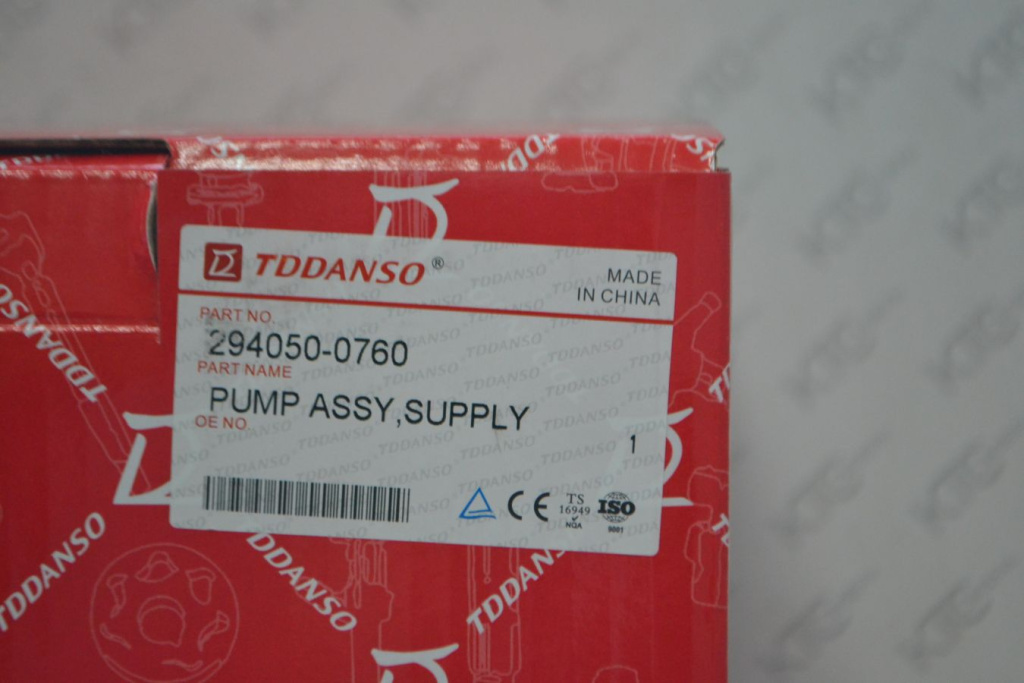 TDDANSO®
MADE
IN CHINA
PART NO.
294050-0760
PART NAME
PUMP ASSY,SUPPLY
OE NO.
1
CE
TS
16949
NQA
ISO
9001
TDDANSO
TDDANSO
TDDANSO
TDDANSO